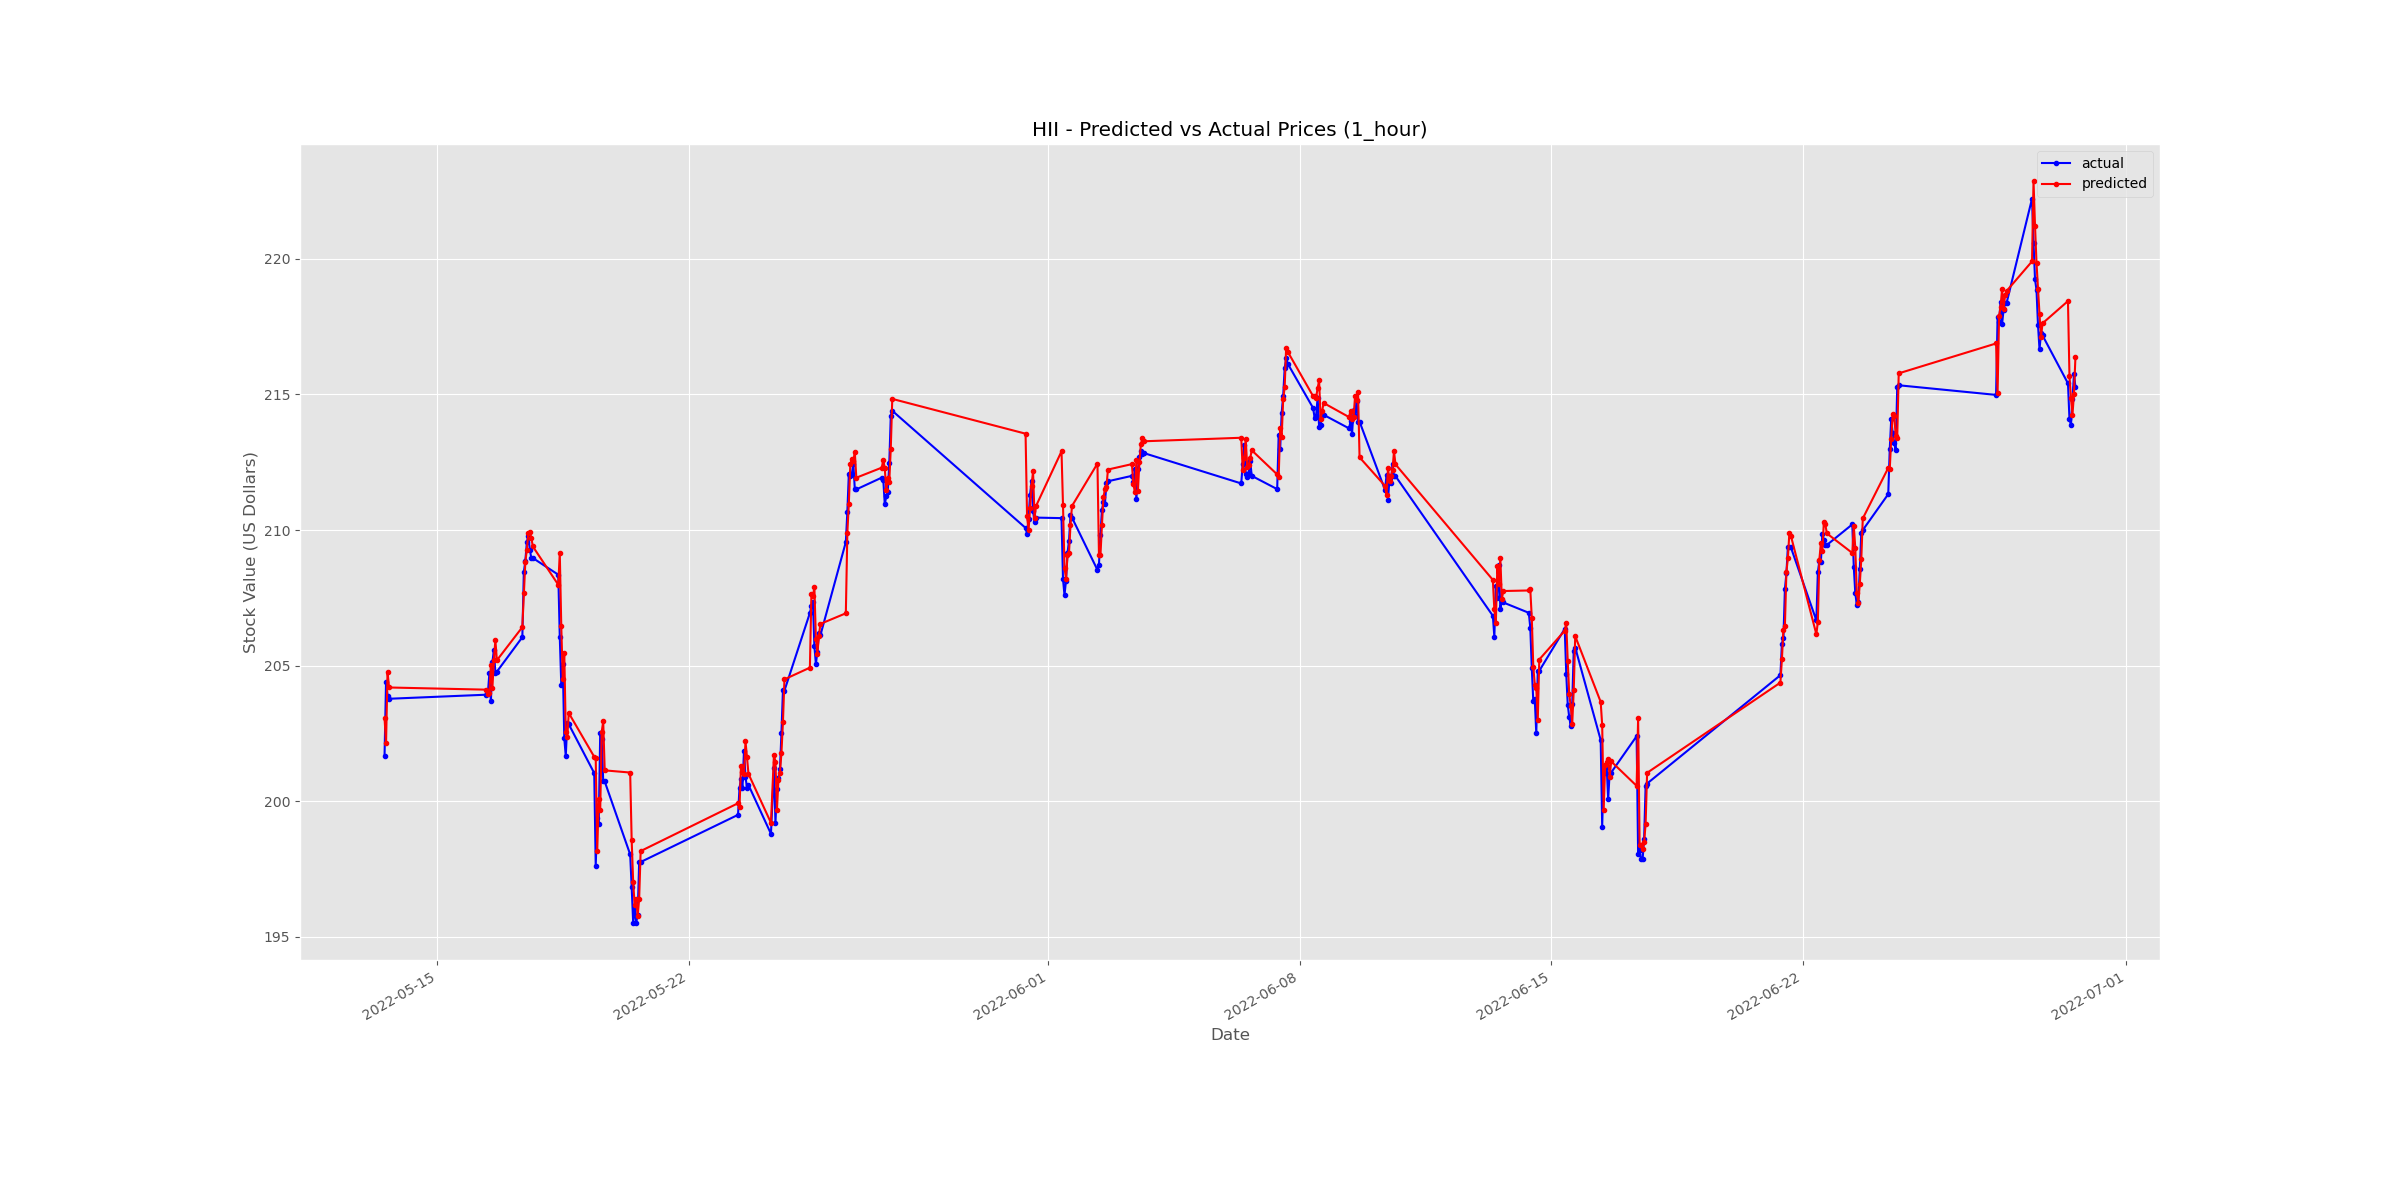 HII - Predicted vs Actual Prices (1_hour)
actual
predicted
Stock Value (US Dollars)
220
215
210
205
200
195
2022-05-15
2022-05-22
2022-06-01
2022-06-08
2022-06-15
2022-06-22
2022-07-01
Date